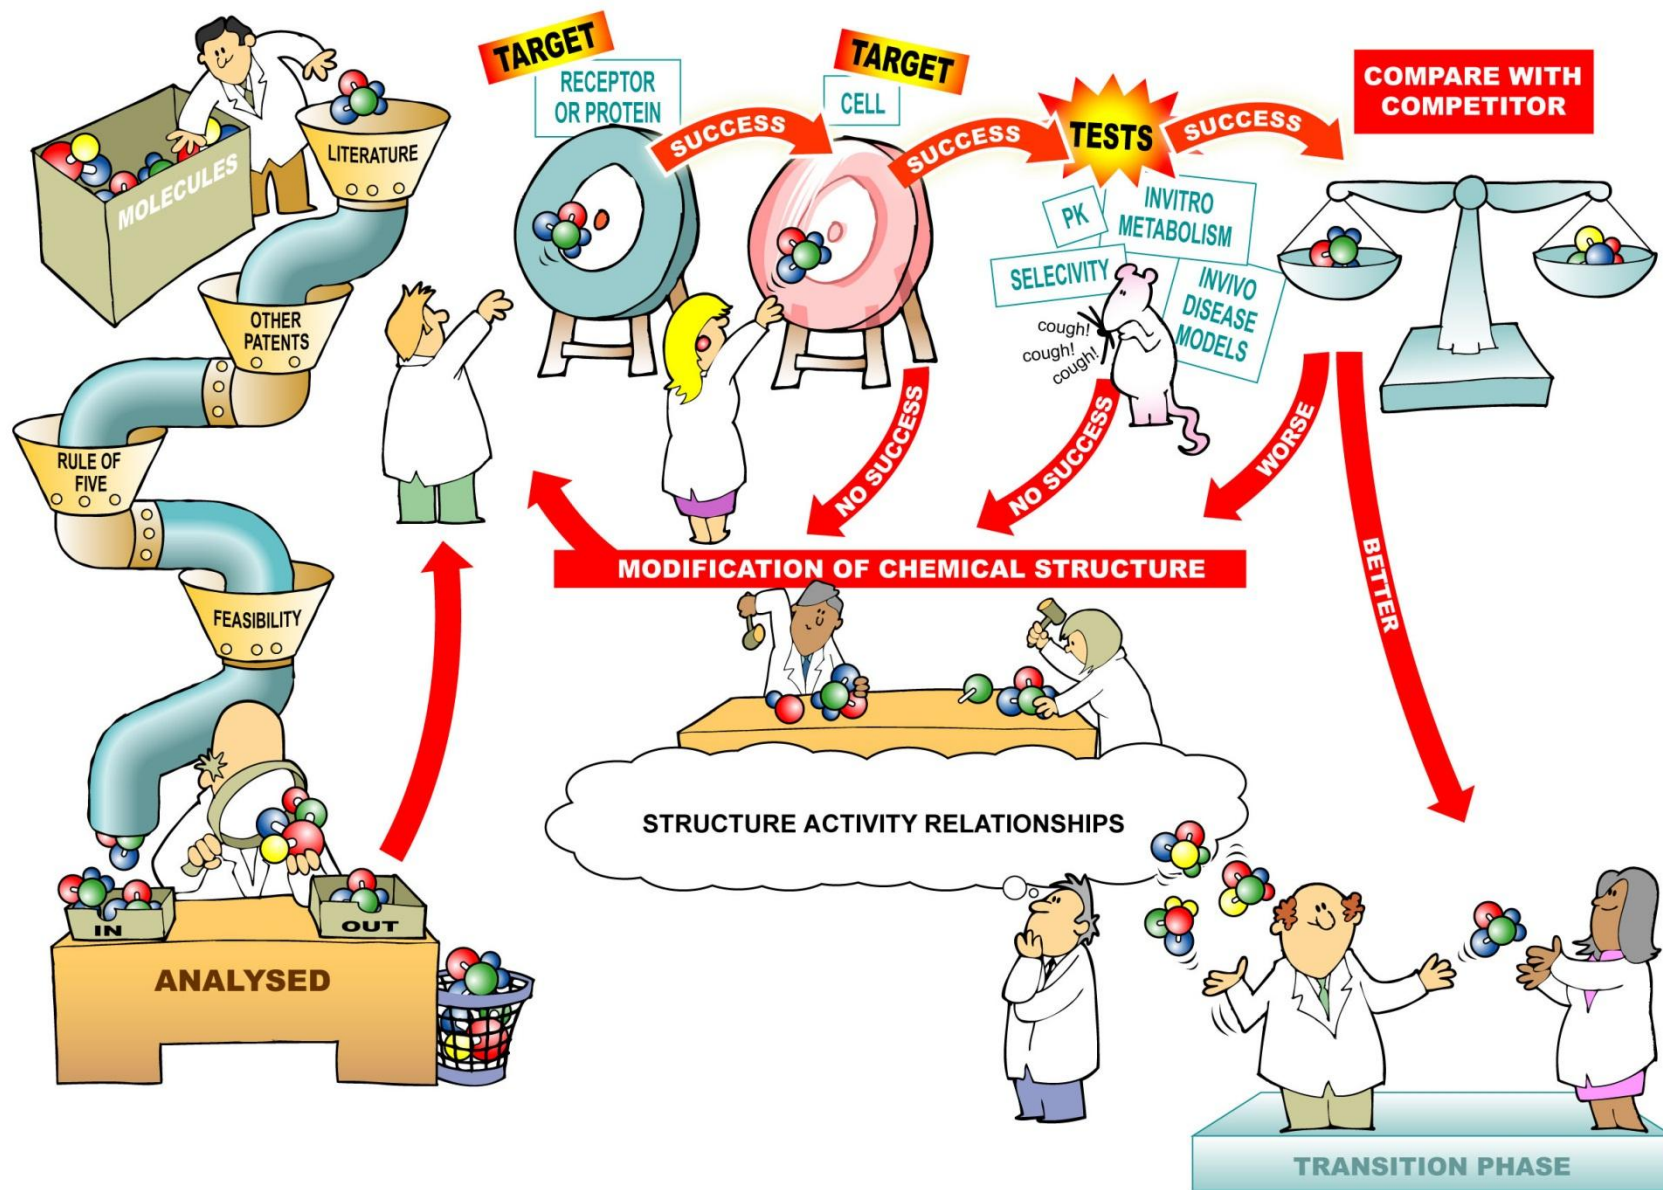 MOLECULES
LITERATURE
OTHER
PATENTS
RULE OF
FIVE
FEASIBILITY
IN
OUT
ANALYSED
TARGET
RECEPTOR
OR PROTEIN
SUCCESS
TARGET
CELL
SUCCESS
TESTS
SUCCESS
COMPARE WITH
COMPETITOR
PK
INVITRO
METABOLISM
SELECIVITY
INVIVO
DISEASE
MODELS
cough!
cough!
cough!
NO SUCCESS
NO SUCCESS
WORSE
BETTER
MODIFICATION OF CHEMICAL STRUCTURE
STRUCTURE ACTIVITY RELATIONSHIPS
TRANSITION PHASE